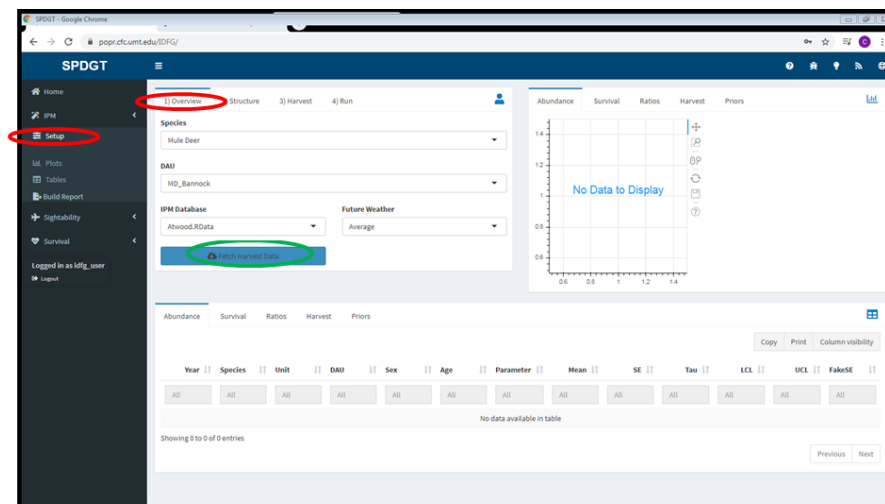 SPDGT - Google Chrome
popr.cfc.umt.edu/IDFG/
SPDGT
Home
IPM
Setup
Plots
Tables
Build Report
Sightability
Survival
Logged in as idfg_user
Logout
1) Overview Structure 3) Harvest 4) Run
Species
Mule Deer
DAU
MD_Bannock
IPM Database Future Weather
Atwood.RData Average
Fetch Harvest Data
Abundance Survival Ratios Harvest Priors
1.4
1.2
1
0.8
0.6
No Data to Display
0.6 0.8 1 1.2 1.4
Abundance Survival Ratios Harvest Priors
Copy Print Column visibility
Year Species Unit DAU Sex Age Parameter Mean SE Tau LCL UCL FakeSE
All All All All All All All All All All All All All
No data available in table
Showing 0 to 0 of 0 entries
Previous Next